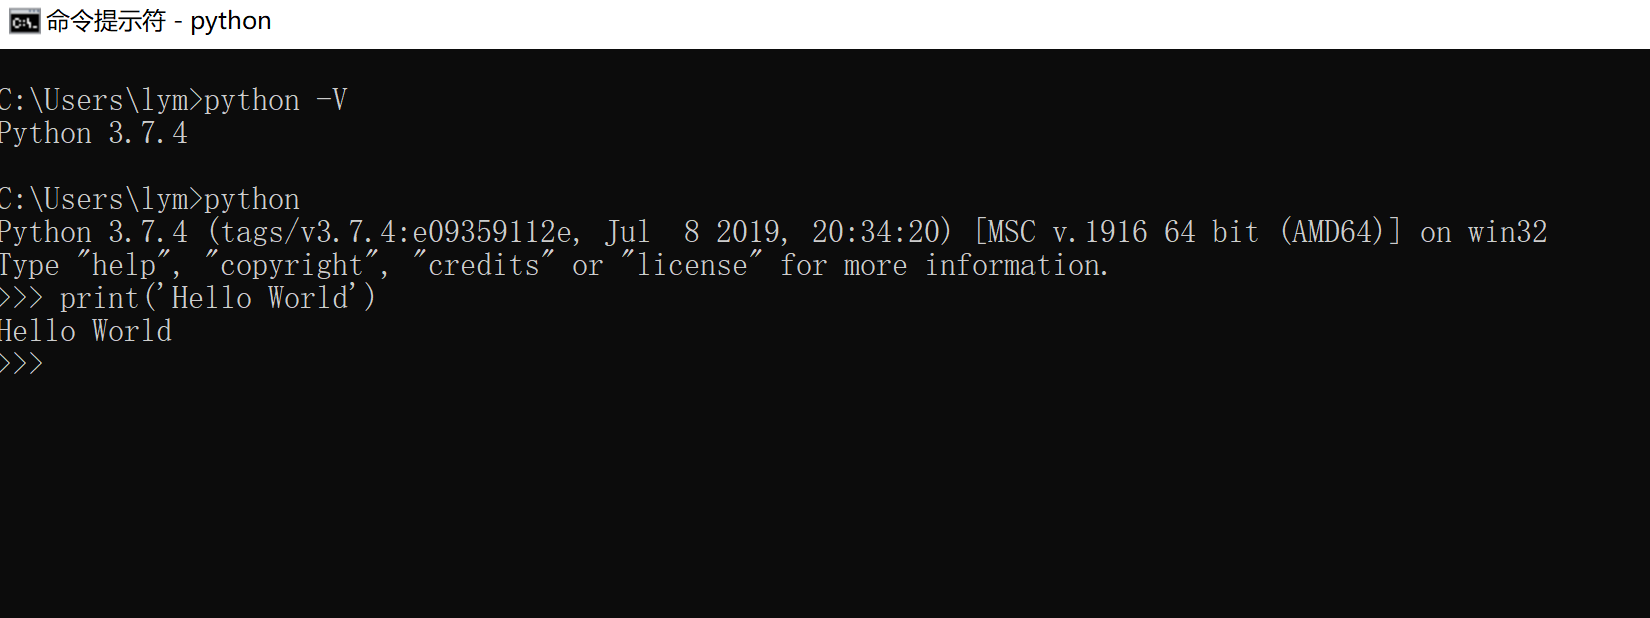 命令提示符 - python
C:\Users\lym>python -V
Python 3.7.4
C:\Users\lym>python
Python 3.7.4 (tags/v3.7.4:e09359112e, Jul  8 2019, 20:34:20) [MSC v.1916 64 bit (AMD64)] on win32
Type "help", "copyright", "credits" or "license" for more information.
>>> print('Hello World')
Hello World
>>>